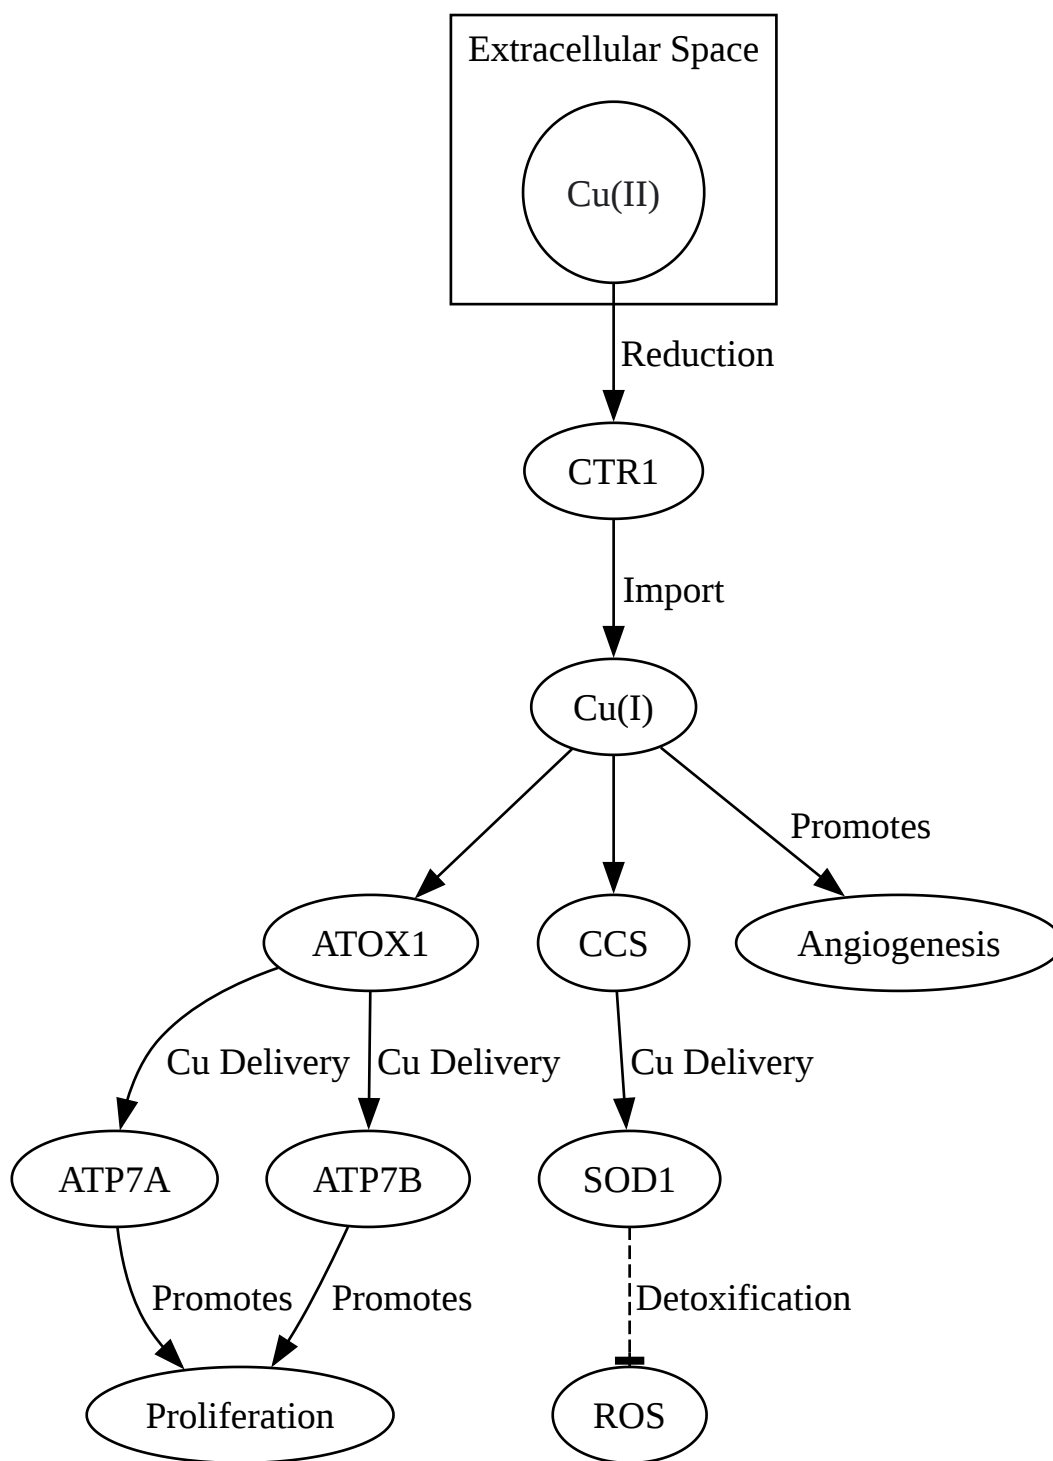 Extracellular Space
Cu(II)
Reduction
CTR1
Import
Cu(I)
Promotes
ATOX1
CCS
Angiogenesis
Cu Delivery
Cu Delivery
Cu Delivery
ATP7A
ATP7B
SOD1
Promotes
Promotes
Detoxification
Proliferation
ROS